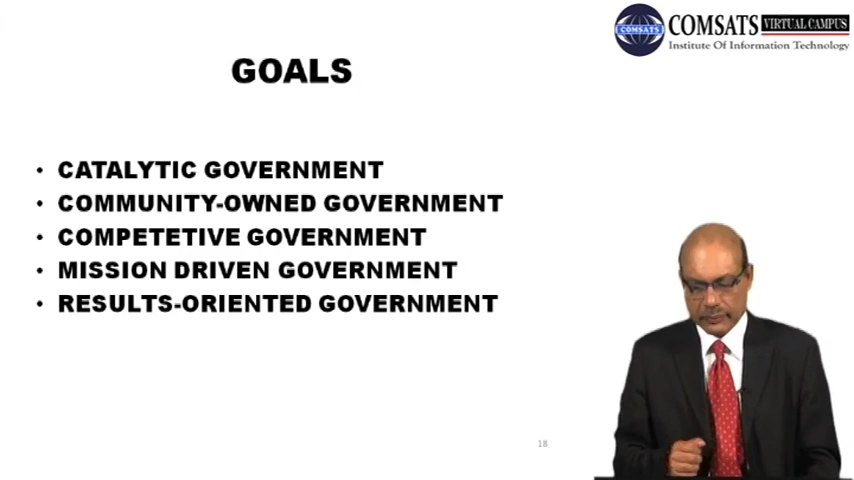 COMSATS
COMSATS VIRTUAL CAMPUS
Institute Of Information Technology
GOALS
• CATALYTIC GOVERNMENT
• COMMUNITY-OWNED GOVERNMENT
• COMPETETIVE GOVERNMENT
• MISSION DRIVEN GOVERNMENT
• RESULTS-ORIENTED GOVERNMENT
18